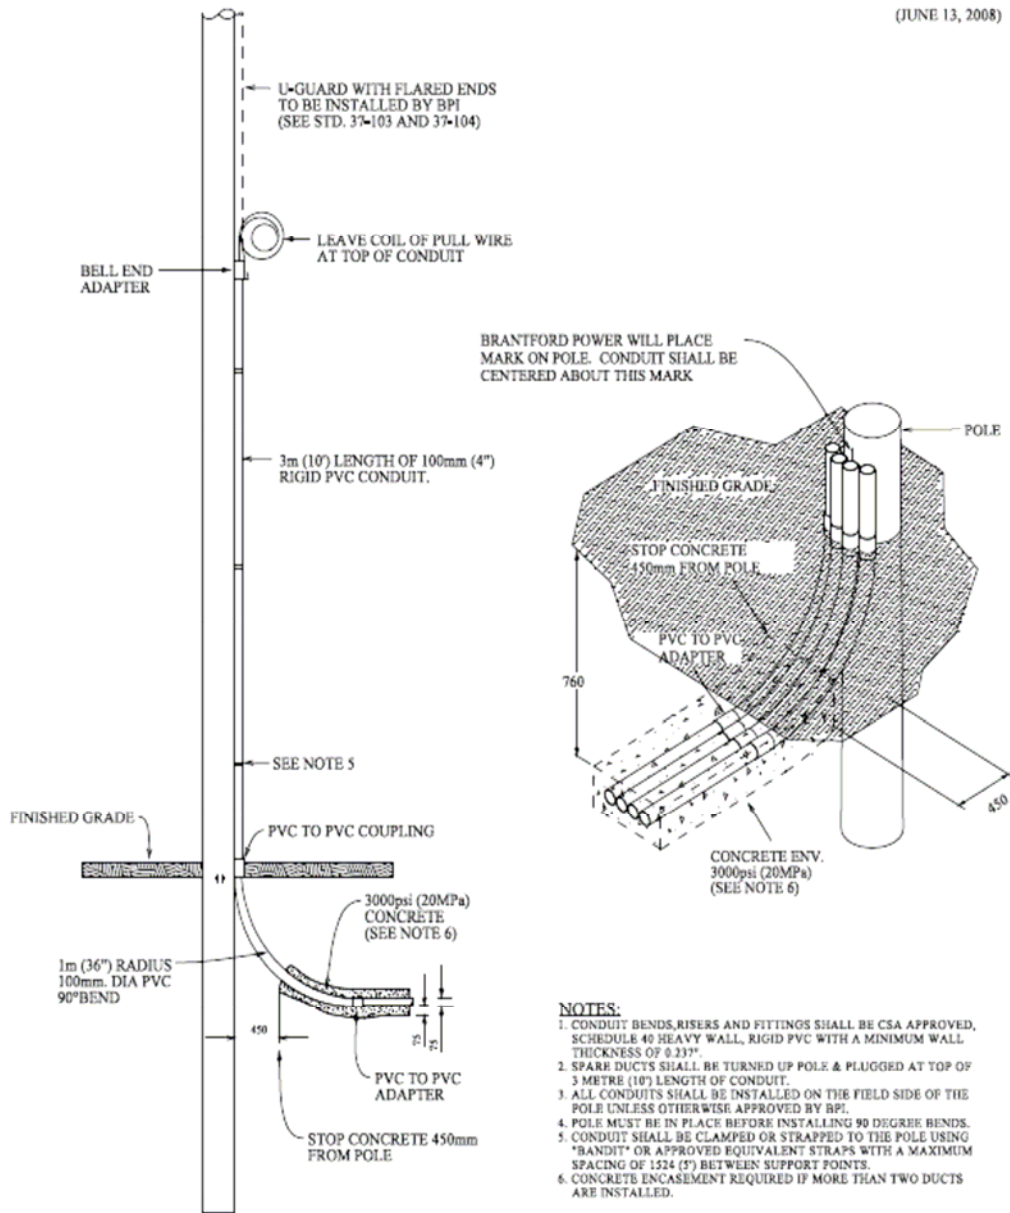 (JUNE 13, 2008)
U-GUARD WITH FLARED ENDS
TO BE INSTALLED BY BPI
(SEE STD. 37-103 AND 37-104)
LEAVE COIL OF PULL WIRE
AT TOP OF CONDUIT
BELL END
ADAPTER
3m (10') LENGTH OF 100mm (4")
RIGID PVC CONDUIT.
SEE NOTE 5
FINISHED GRADE
PVC TO PVC COUPLING
3000psi (20MPa)
CONCRETE
(SEE NOTE 6)
1m (36") RADIUS
100mm. DIA PVC
90°BEND
450
75
75
PVC TO PVC
ADAPTER
STOP CONCRETE 450mm
FROM POLE
BRANTFORD POWER WILL PLACE
MARK ON POLE. CONDUIT SHALL BE
CENTERED ABOUT THIS MARK
POLE
FINISHED GRADE
STOP CONCRETE
450mm FROM POLE
PVC TO PVC
ADAPTER
760
450
CONCRETE ENV.
3000psi (20MPa)
(SEE NOTE 6)
NOTES:
1. CONDUIT BENDS,RISERS AND FITTINGS SHALL BE CSA APPROVED,
SCHEDULE 40 HEAVY WALL, RIGID PVC WITH A MINIMUM WALL
THICKNESS OF 0.237".
2. SPARE DUCTS SHALL BE TURNED UP POLE & PLUGGED AT TOP OF
3 METRE (10') LENGTH OF CONDUIT.
3. ALL CONDUITS SHALL BE INSTALLED ON THE FIELD SIDE OF THE
POLE UNLESS OTHERWISE APPROVED BY BPI.
4. POLE MUST BE IN PLACE BEFORE INSTALLING 90 DEGREE BENDS.
5. CONDUIT SHALL BE CLAMPED OR STRAPPED TO THE POLE USING
"BANDIT" OR APPROVED EQUIVALENT STRAPS WITH A MAXIMUM
SPACING OF 1524 (5') BETWEEN SUPPORT POINTS.
6. CONCRETE ENCASEMENT REQUIRED IF MORE THAN TWO DUCTS
ARE INSTALLED.